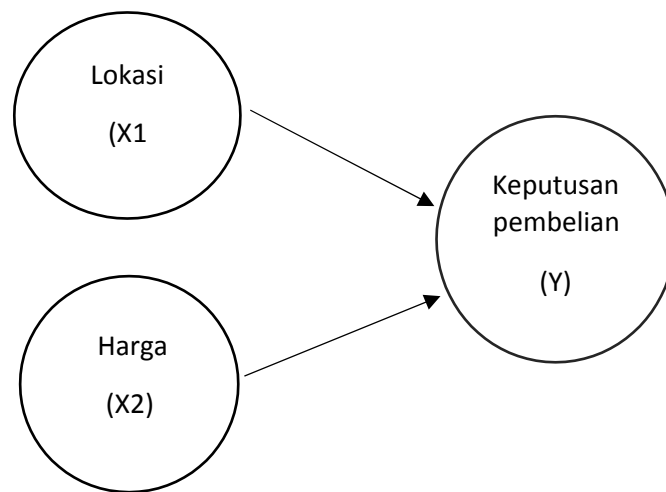 Lokasi
(X1
Keputusan
pembelian
(Y)
Harga
(X2)